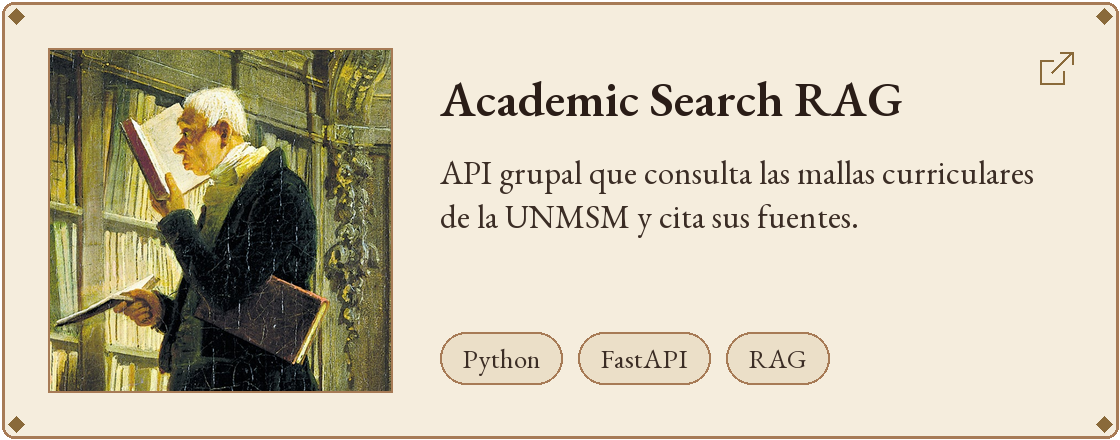 Academic Search RAG
API grupal que consulta las mallas curriculares
de la UNMSM y cita sus fuentes.
Python
FastAPI
RAG